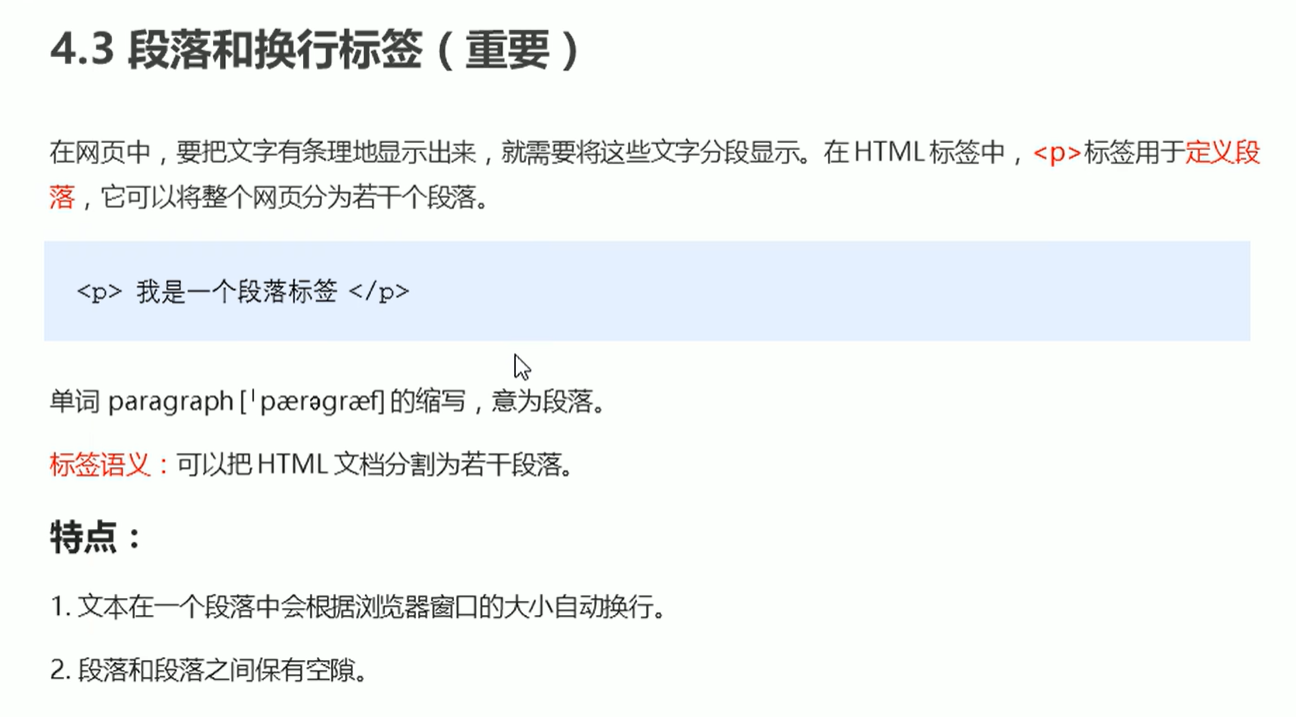 4.3 段落和换行标签（重要）
在网页中，要把文字有条理地显示出来，就需要将这些文字分段显示。在HTML标签中，<p>标签用于定义段
落，它可以将整个网页分为若干个段落。
<p> 我是一个段落标签 </p>
单词 paragraph [ˈpærəgræf] 的缩写，意为段落。
标签语义：可以把 HTML 文档分割为若干段落。
特点：
1. 文本在一个段落中会根据浏览器窗口的大小自动换行。
2. 段落和段落之间保有空隙。